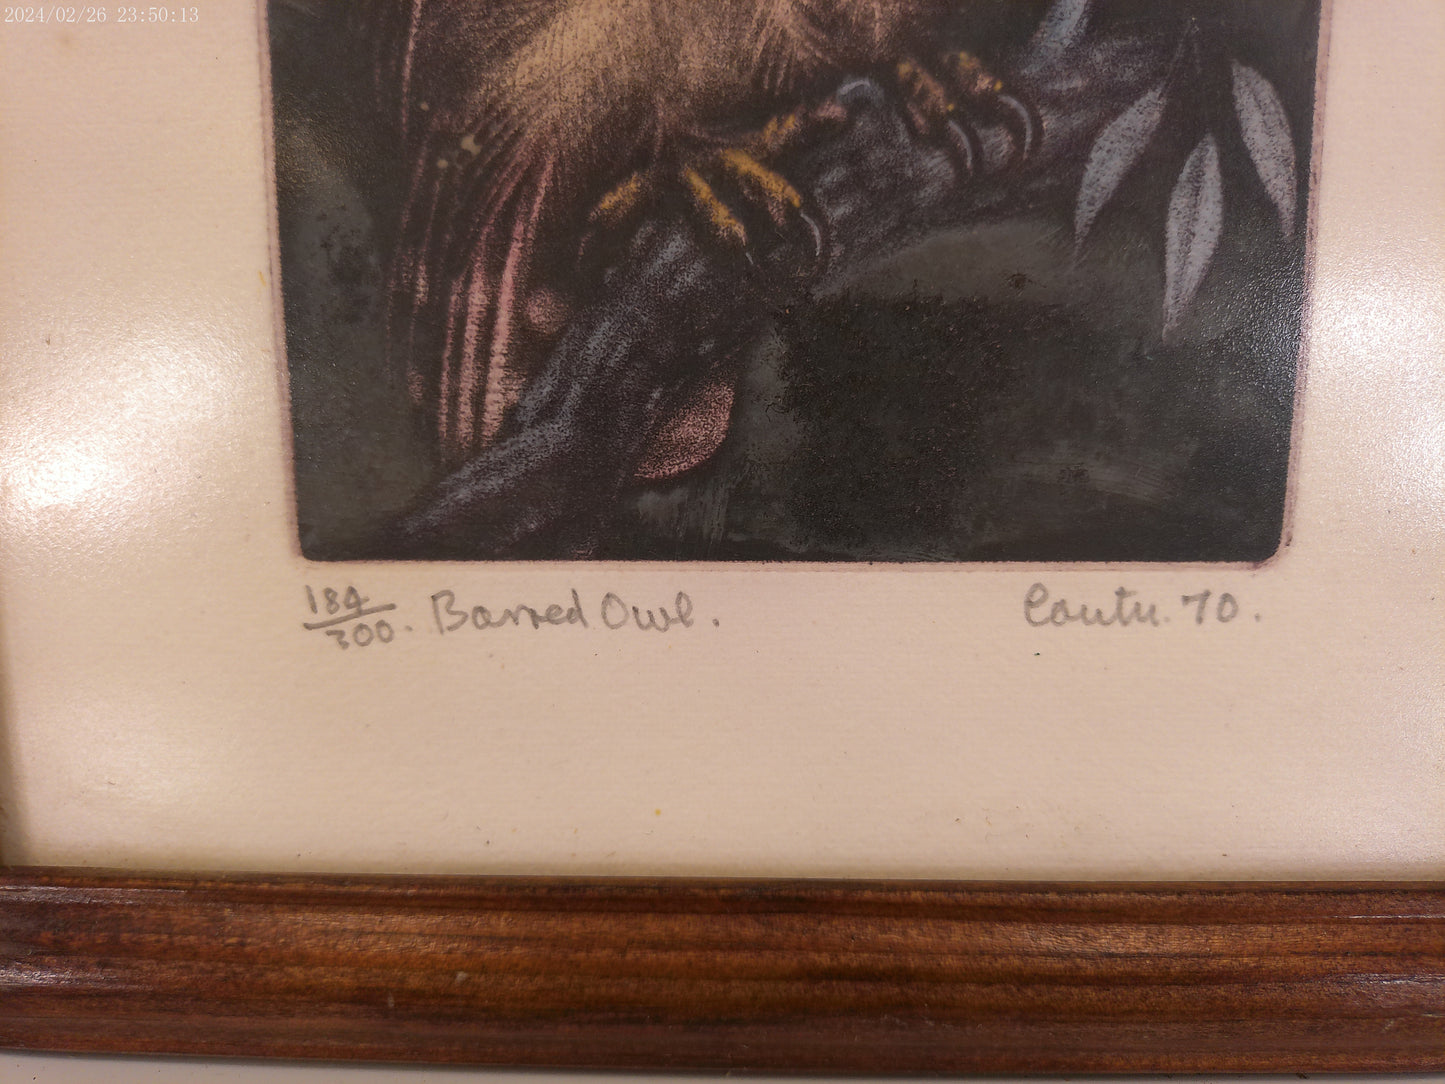 2024/02/26 23:50:13
184/300. Barred Owl.
Coutu. 70.